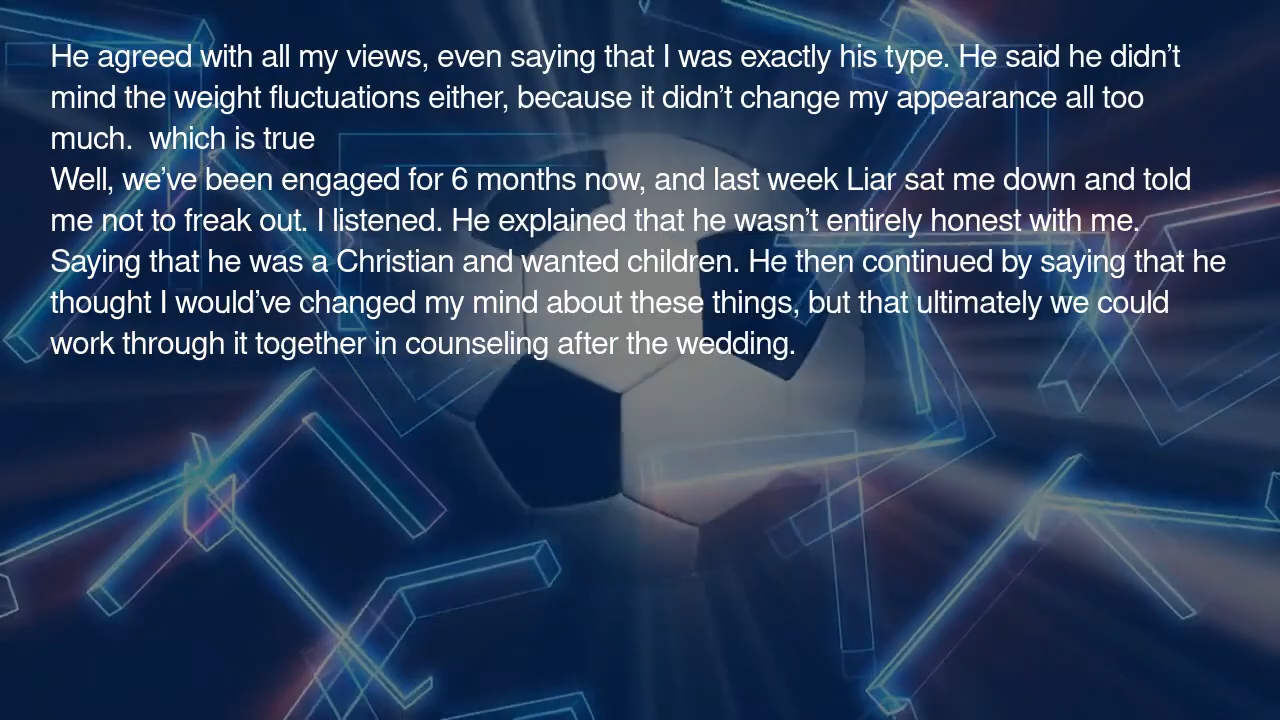 He agreed with all my views, even saying that I was exactly his type. He said he didn’t
mind the weight fluctuations either, because it didn’t change my appearance all too
much.  which is true
Well, we’ve been engaged for 6 months now, and last week Liar sat me down and told
me not to freak out. I listened. He explained that he wasn’t entirely honest with me.
Saying that he was a Christian and wanted children. He then continued by saying that he
thought I would’ve changed my mind about these things, but that ultimately we could
work through it together in counseling after the wedding.